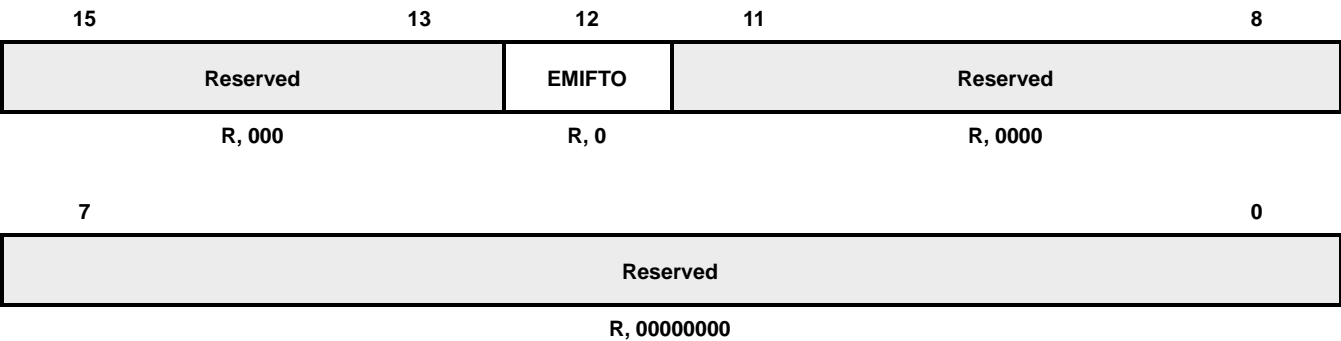 15 13 12 11 8
Reserved EMIFTO Reserved
R, 000 R, 0 R, 0000
7 0
Reserved
R, 00000000